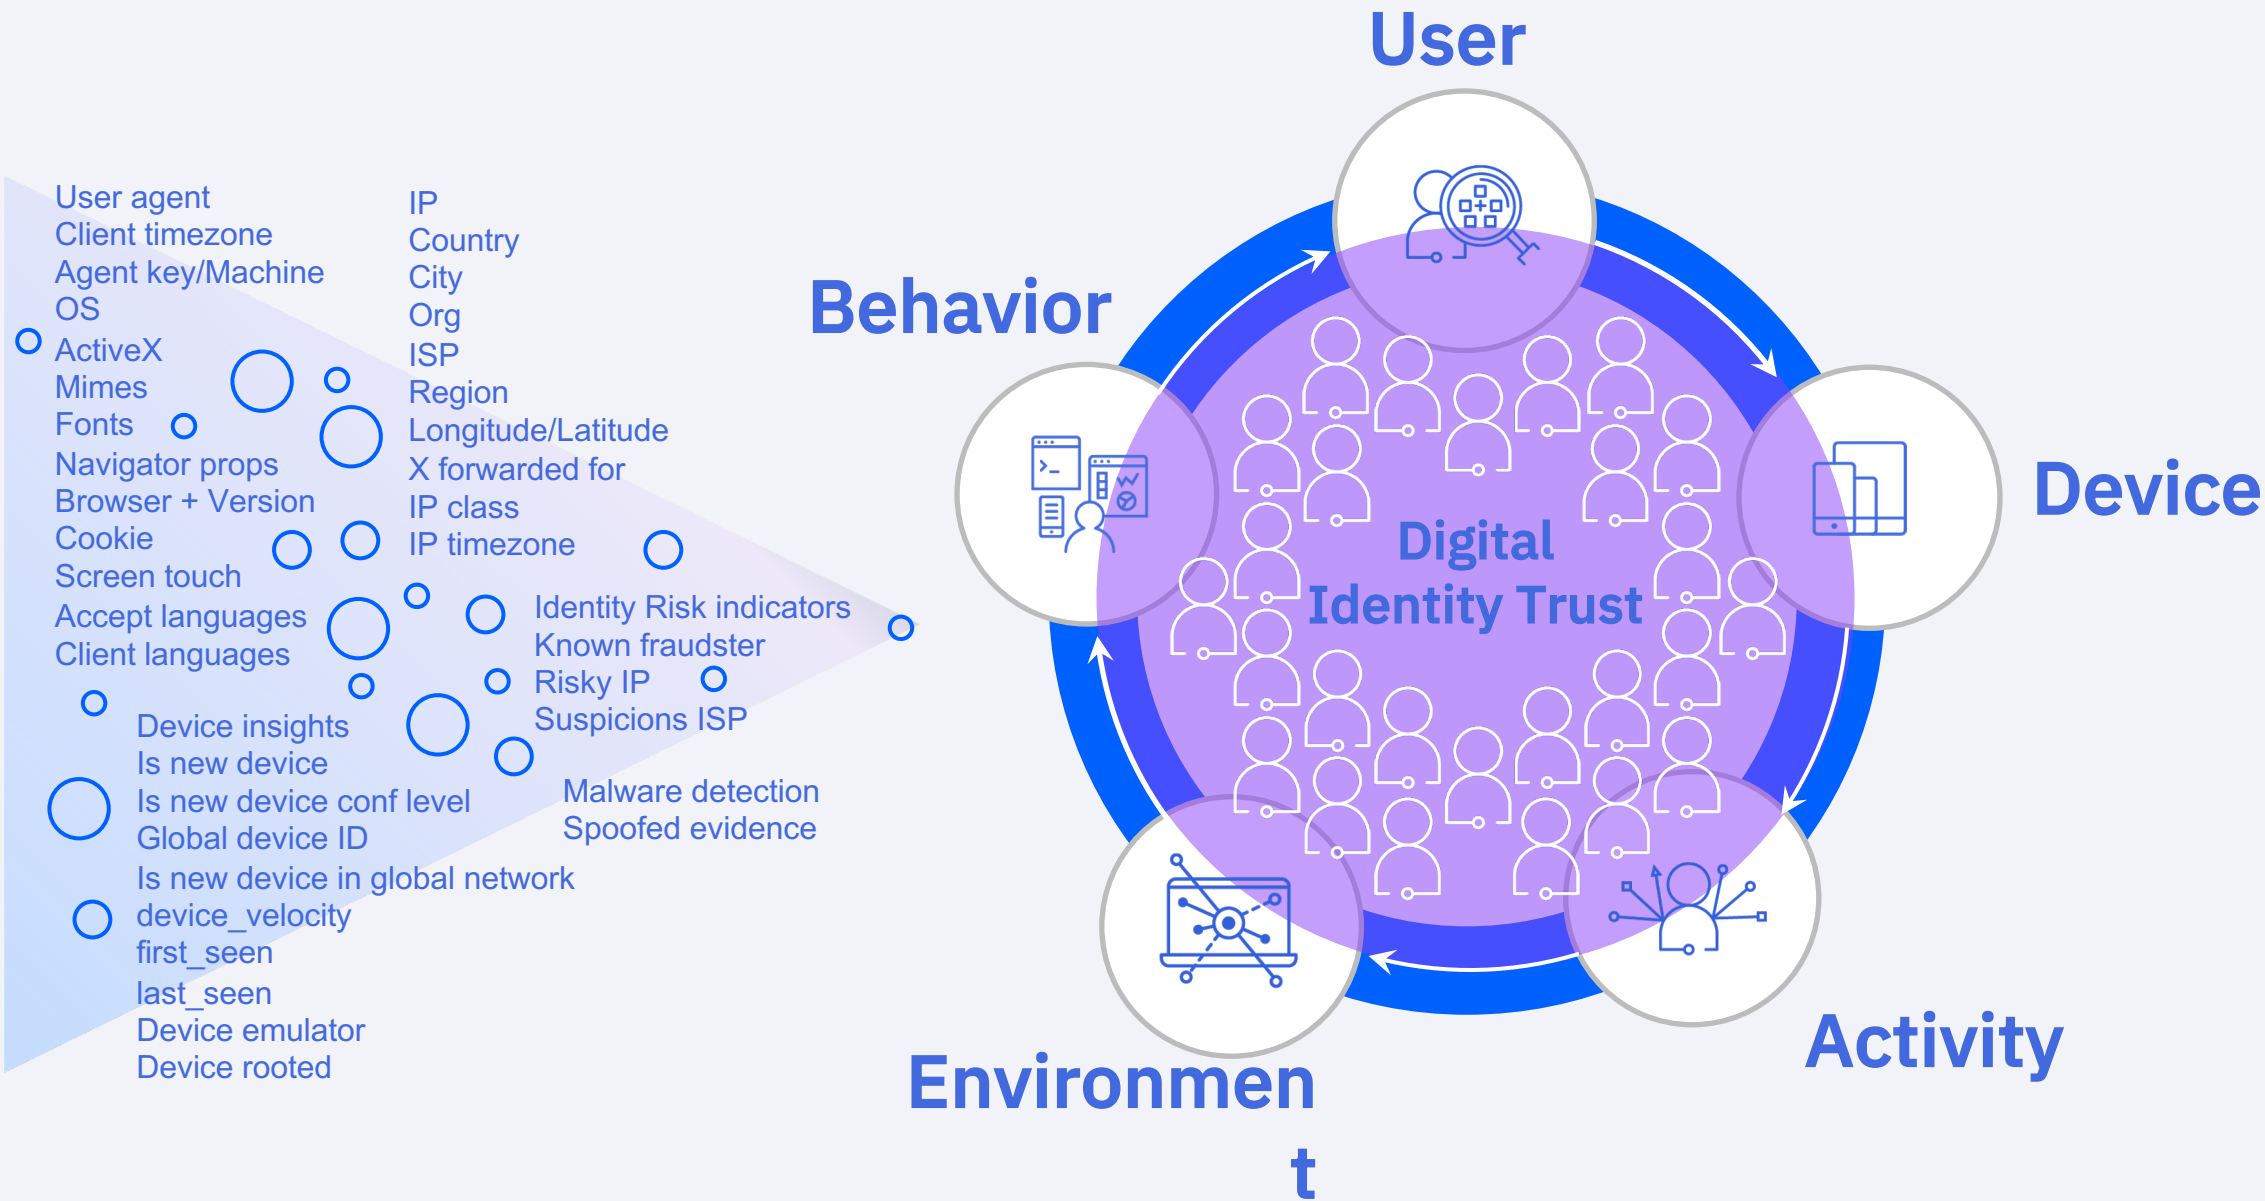 User agent
Client timezone
Agent key/Machine
OS
ActiveX
Mimes
Fonts
Navigator props
Browser + Version
Cookie
Screen touch
Accept languages
Client languages
IP
Country
City
Org
ISP
Region
Longitude/Latitude
X forwarded for
IP class
IP timezone
Identity Risk indicators
Known fraudster
Risky IP
Suspicions ISP
Device insights
Is new device
Is new device conf level
Global device ID
Is new device in global network
device_velocity
first_seen
last_seen
Device emulator
Device rooted
Malware detection
Spoofed evidence
User
Behavior
Device
Digital
Identity Trust
Activity
Environmen
t